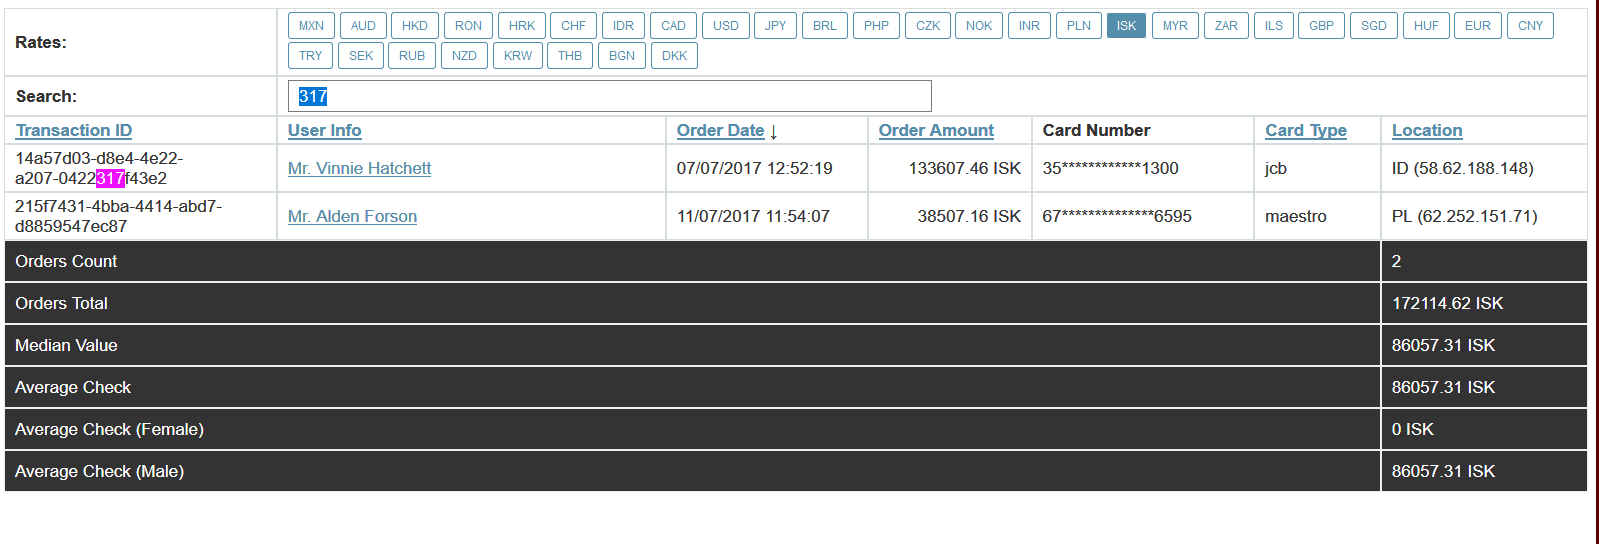 Rates: MXN AUD HKD RON HRK CHF IDR CAD USD JPY BRL PHP CZK NOK INR PLN ISK MYR ZAR ILS GBP SGD HUF EUR CNY
TRY SEK RUB NZD KRW THB BGN DKK
Search: 317
Transaction ID User Info Order Date ↓ Order Amount Card Number Card Type Location
14a57d03-d8e4-4e22-
a207-0422317f43e2 Mr. Vinnie Hatchett 07/07/2017 12:52:19 133607.46 ISK 35************1300 jcb ID (58.62.188.148)
215f7431-4bba-4414-abd7-
d8859547ec87 Mr. Alden Forson 11/07/2017 11:54:07 38507.16 ISK 67**************6595 maestro PL (62.252.151.71)
Orders Count 2
Orders Total 172114.62 ISK
Median Value 86057.31 ISK
Average Check 86057.31 ISK
Average Check (Female) 0 ISK
Average Check (Male) 86057.31 ISK